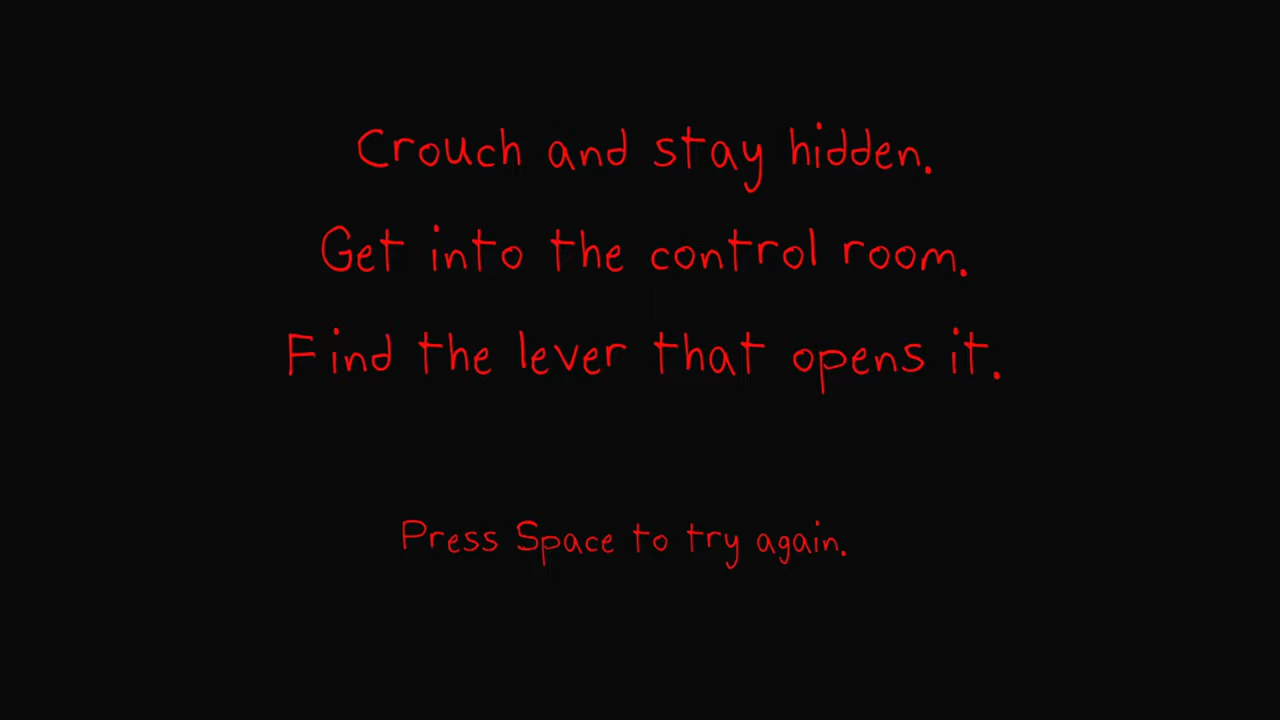 Crouch and stay hidden.
Get into the control room.
Find the lever that opens it.
Press Space to try again.